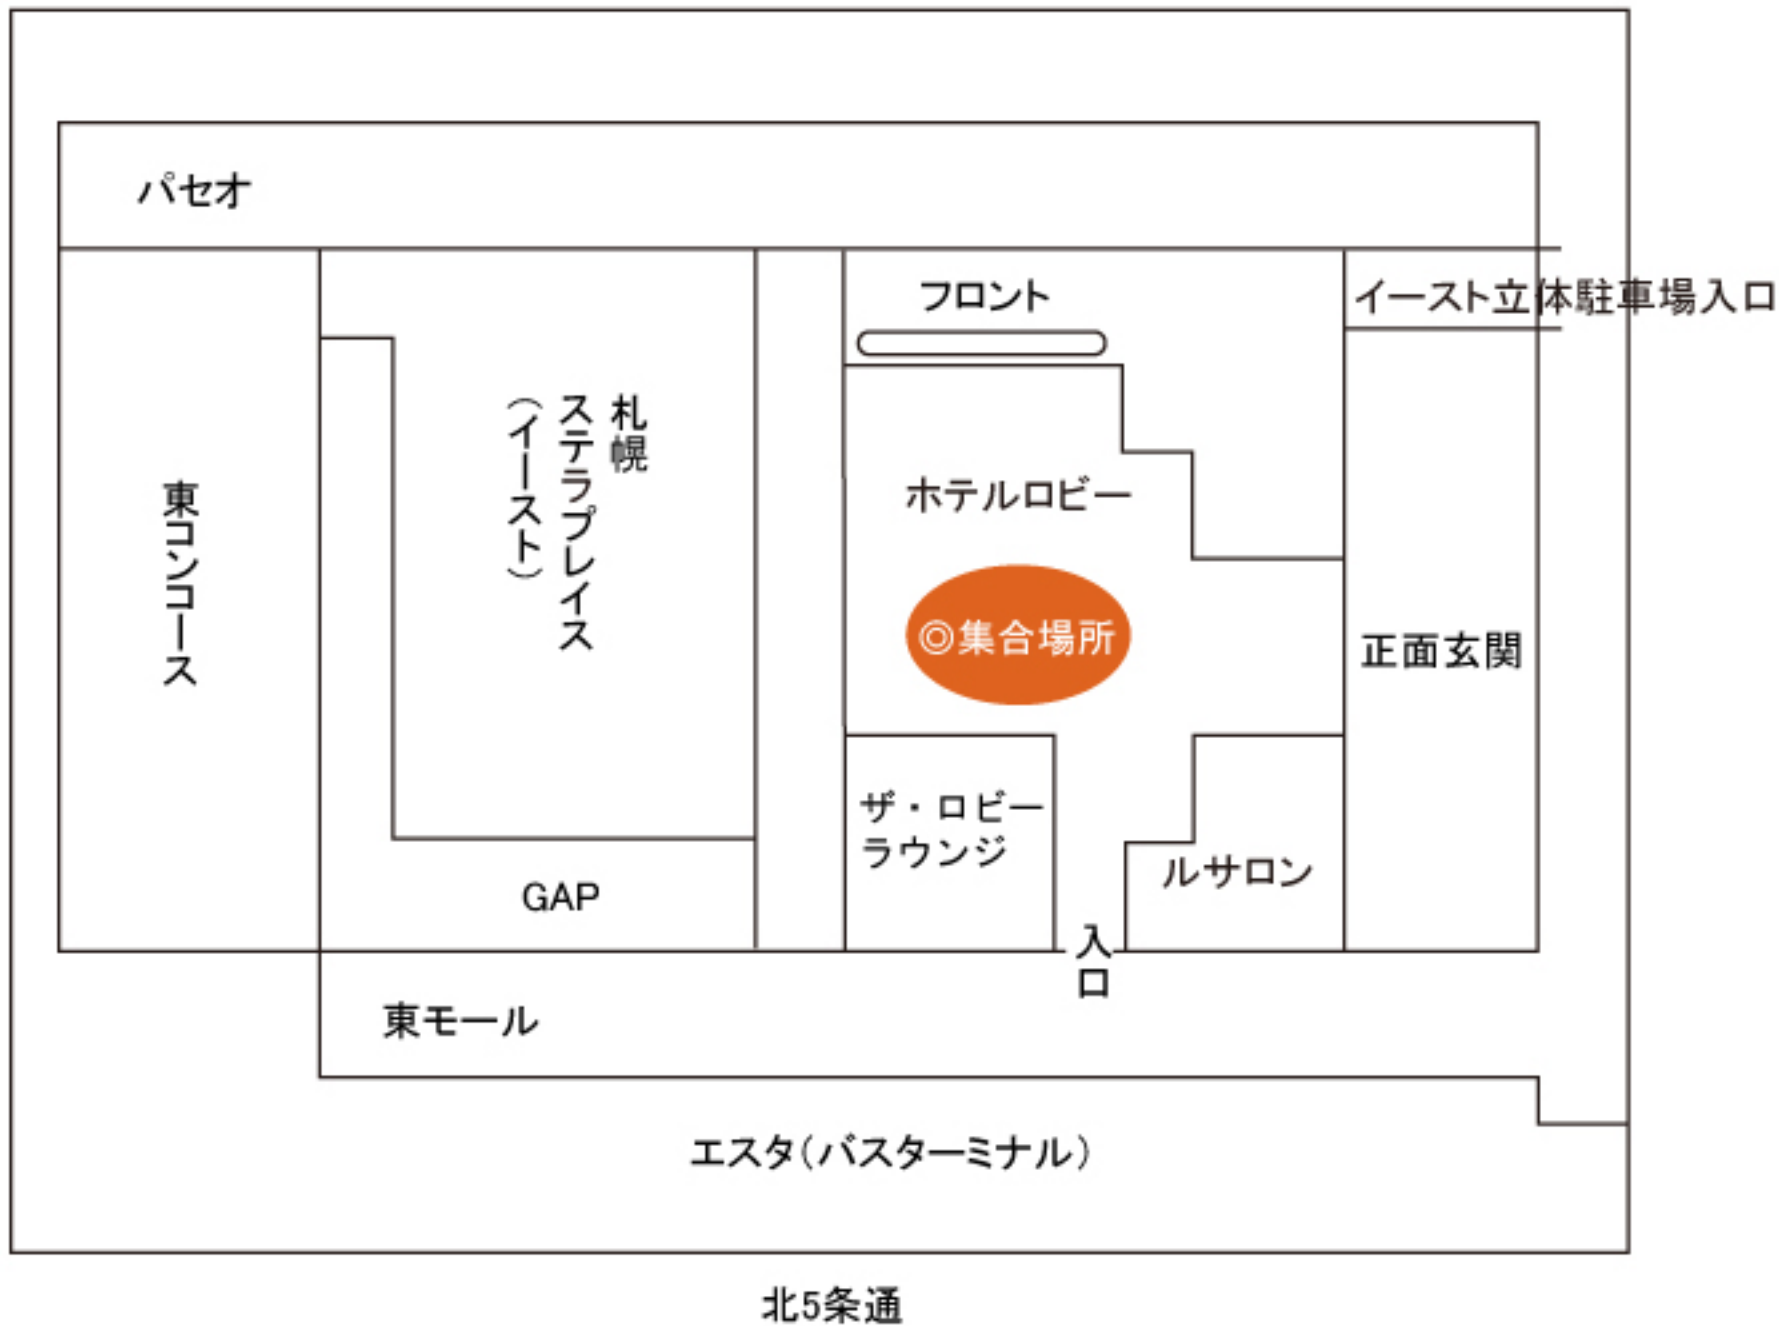 パセオ
フロント
イースト立体駐車場入口
札幌
ステラプレイス
（イースト）
東コンコース
ホテルロビー
◎集合場所
正面玄関
ザ・ロビー
ラウンジ
ルサロン
GAP
入口
東モール
エスタ(バスターミナル)
北5条通